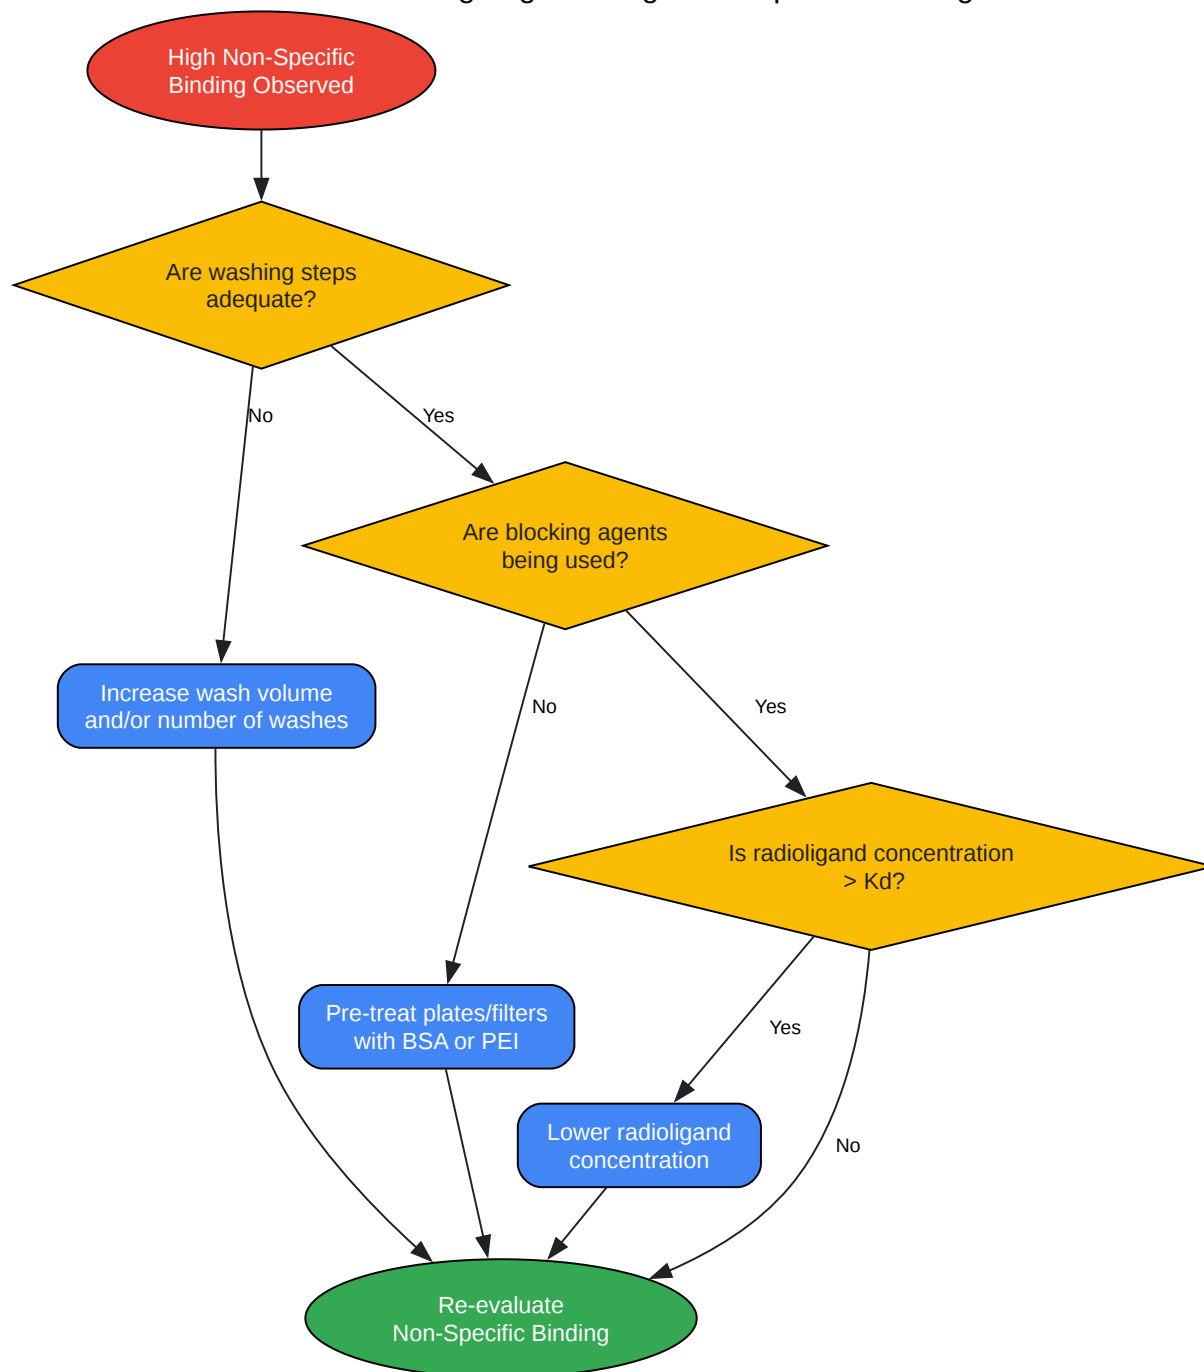 High Non-Specific
Binding Observed
Are washing steps
adequate?
No
Yes
Are blocking agents
being used?
Increase wash volume
and/or number of washes
No
Yes
Is radioligand concentration
> Kd?
Pre-treat plates/filters
with BSA or PEI
Yes
Lower radioligand
concentration
No
Re-evaluate
Non-Specific Binding